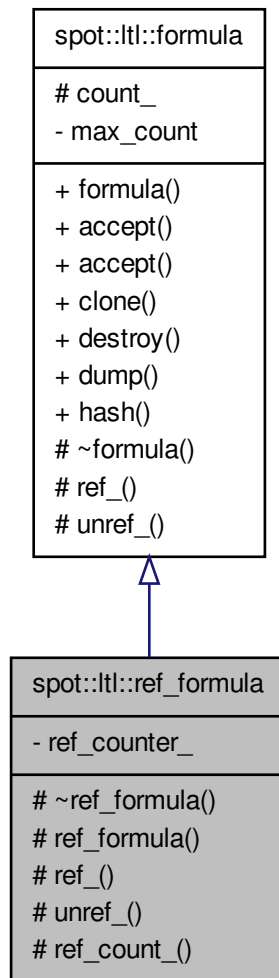 spot::ltl::formula
# count_
- max_count
+ formula()
+ accept()
+ accept()
+ clone()
+ destroy()
+ dump()
+ hash()
# ~formula()
# ref_()
# unref_()
spot::ltl::ref_formula
- ref_counter_
# ~ref_formula()
# ref_formula()
# ref_()
# unref_()
# ref_count_()